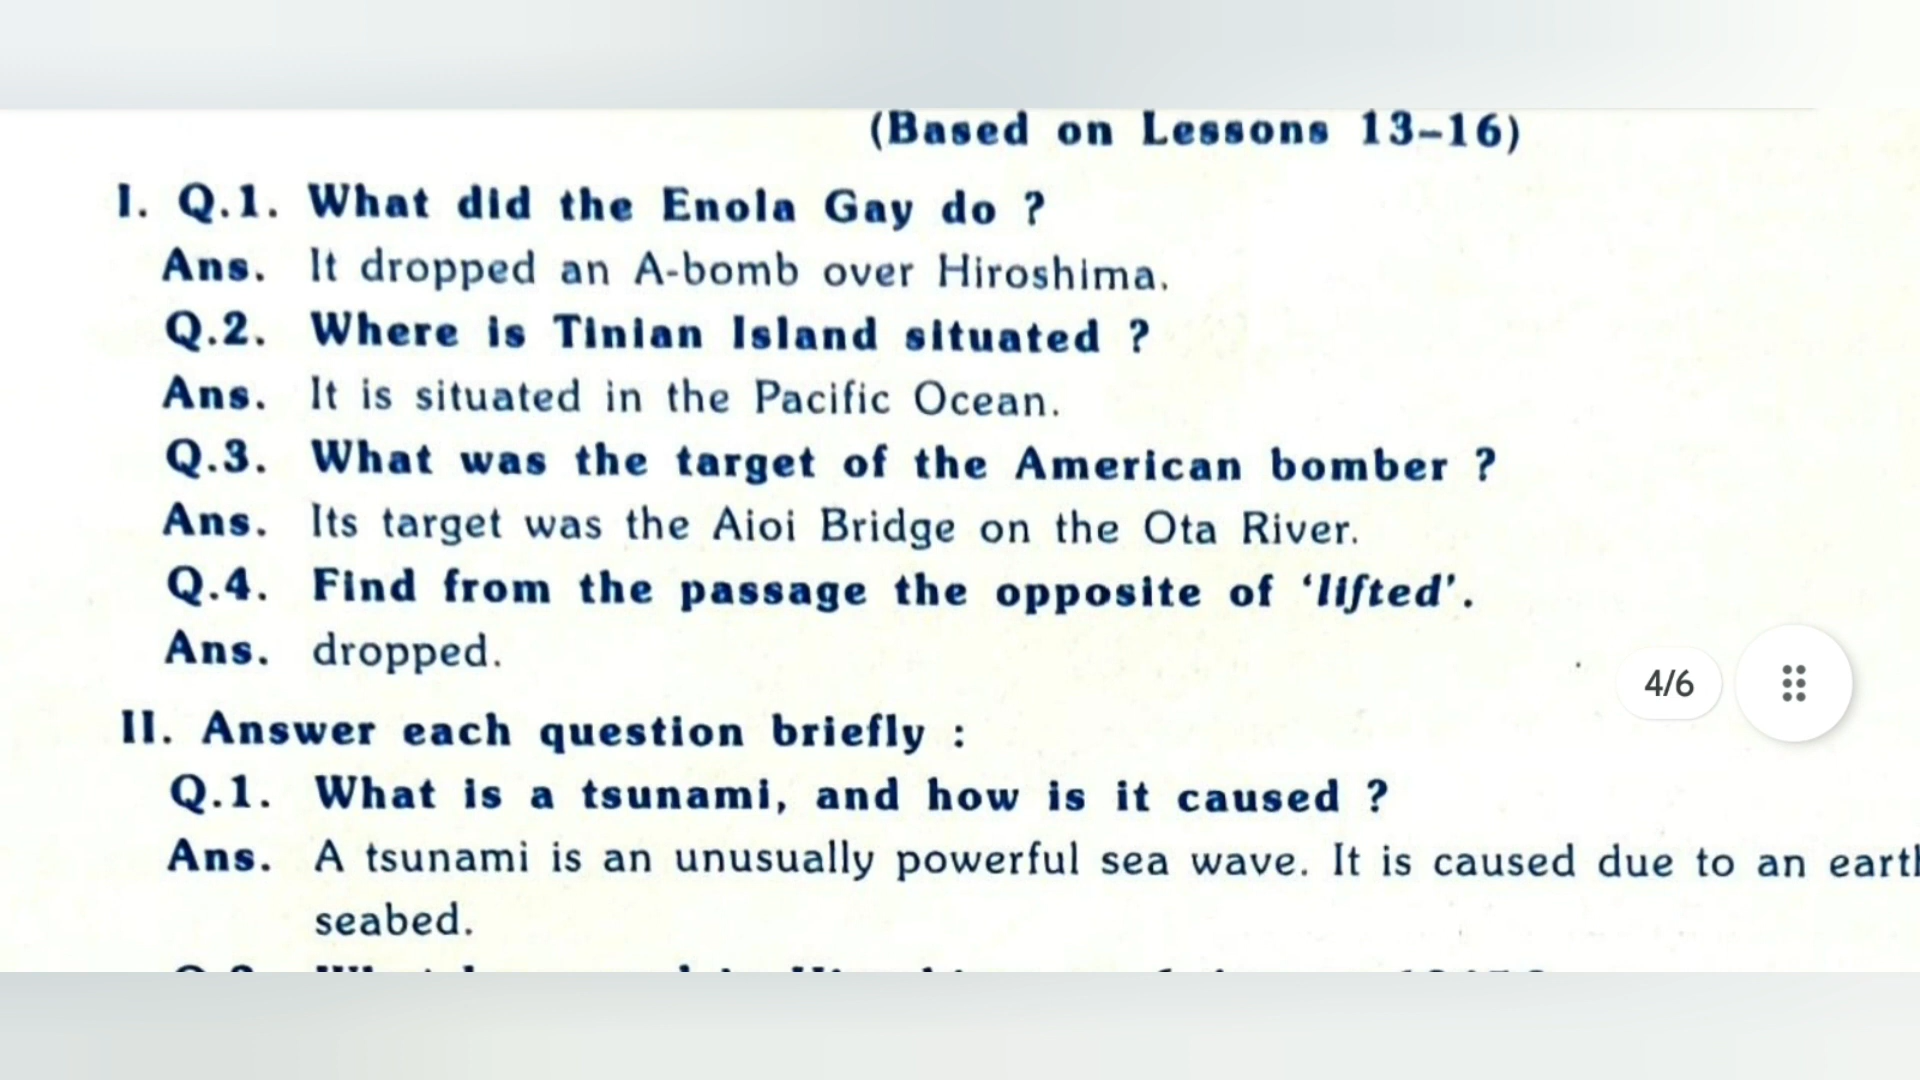 (Based on Lessons 13–16)
I. Q.1. What did the Enola Gay do ?
Ans. It dropped an A-bomb over Hiroshima.
Q.2. Where is Tinian Island situated ?
Ans. It is situated in the Pacific Ocean.
Q.3. What was the target of the American bomber ?
Ans. Its target was the Aioi Bridge on the Ota River.
Q.4. Find from the passage the opposite of ‘lifted’.
Ans. dropped.
4/6
II. Answer each question briefly :
Q.1. What is a tsunami, and how is it caused ?
Ans. A tsunami is an unusually powerful sea wave. It is caused due to an
seabed.